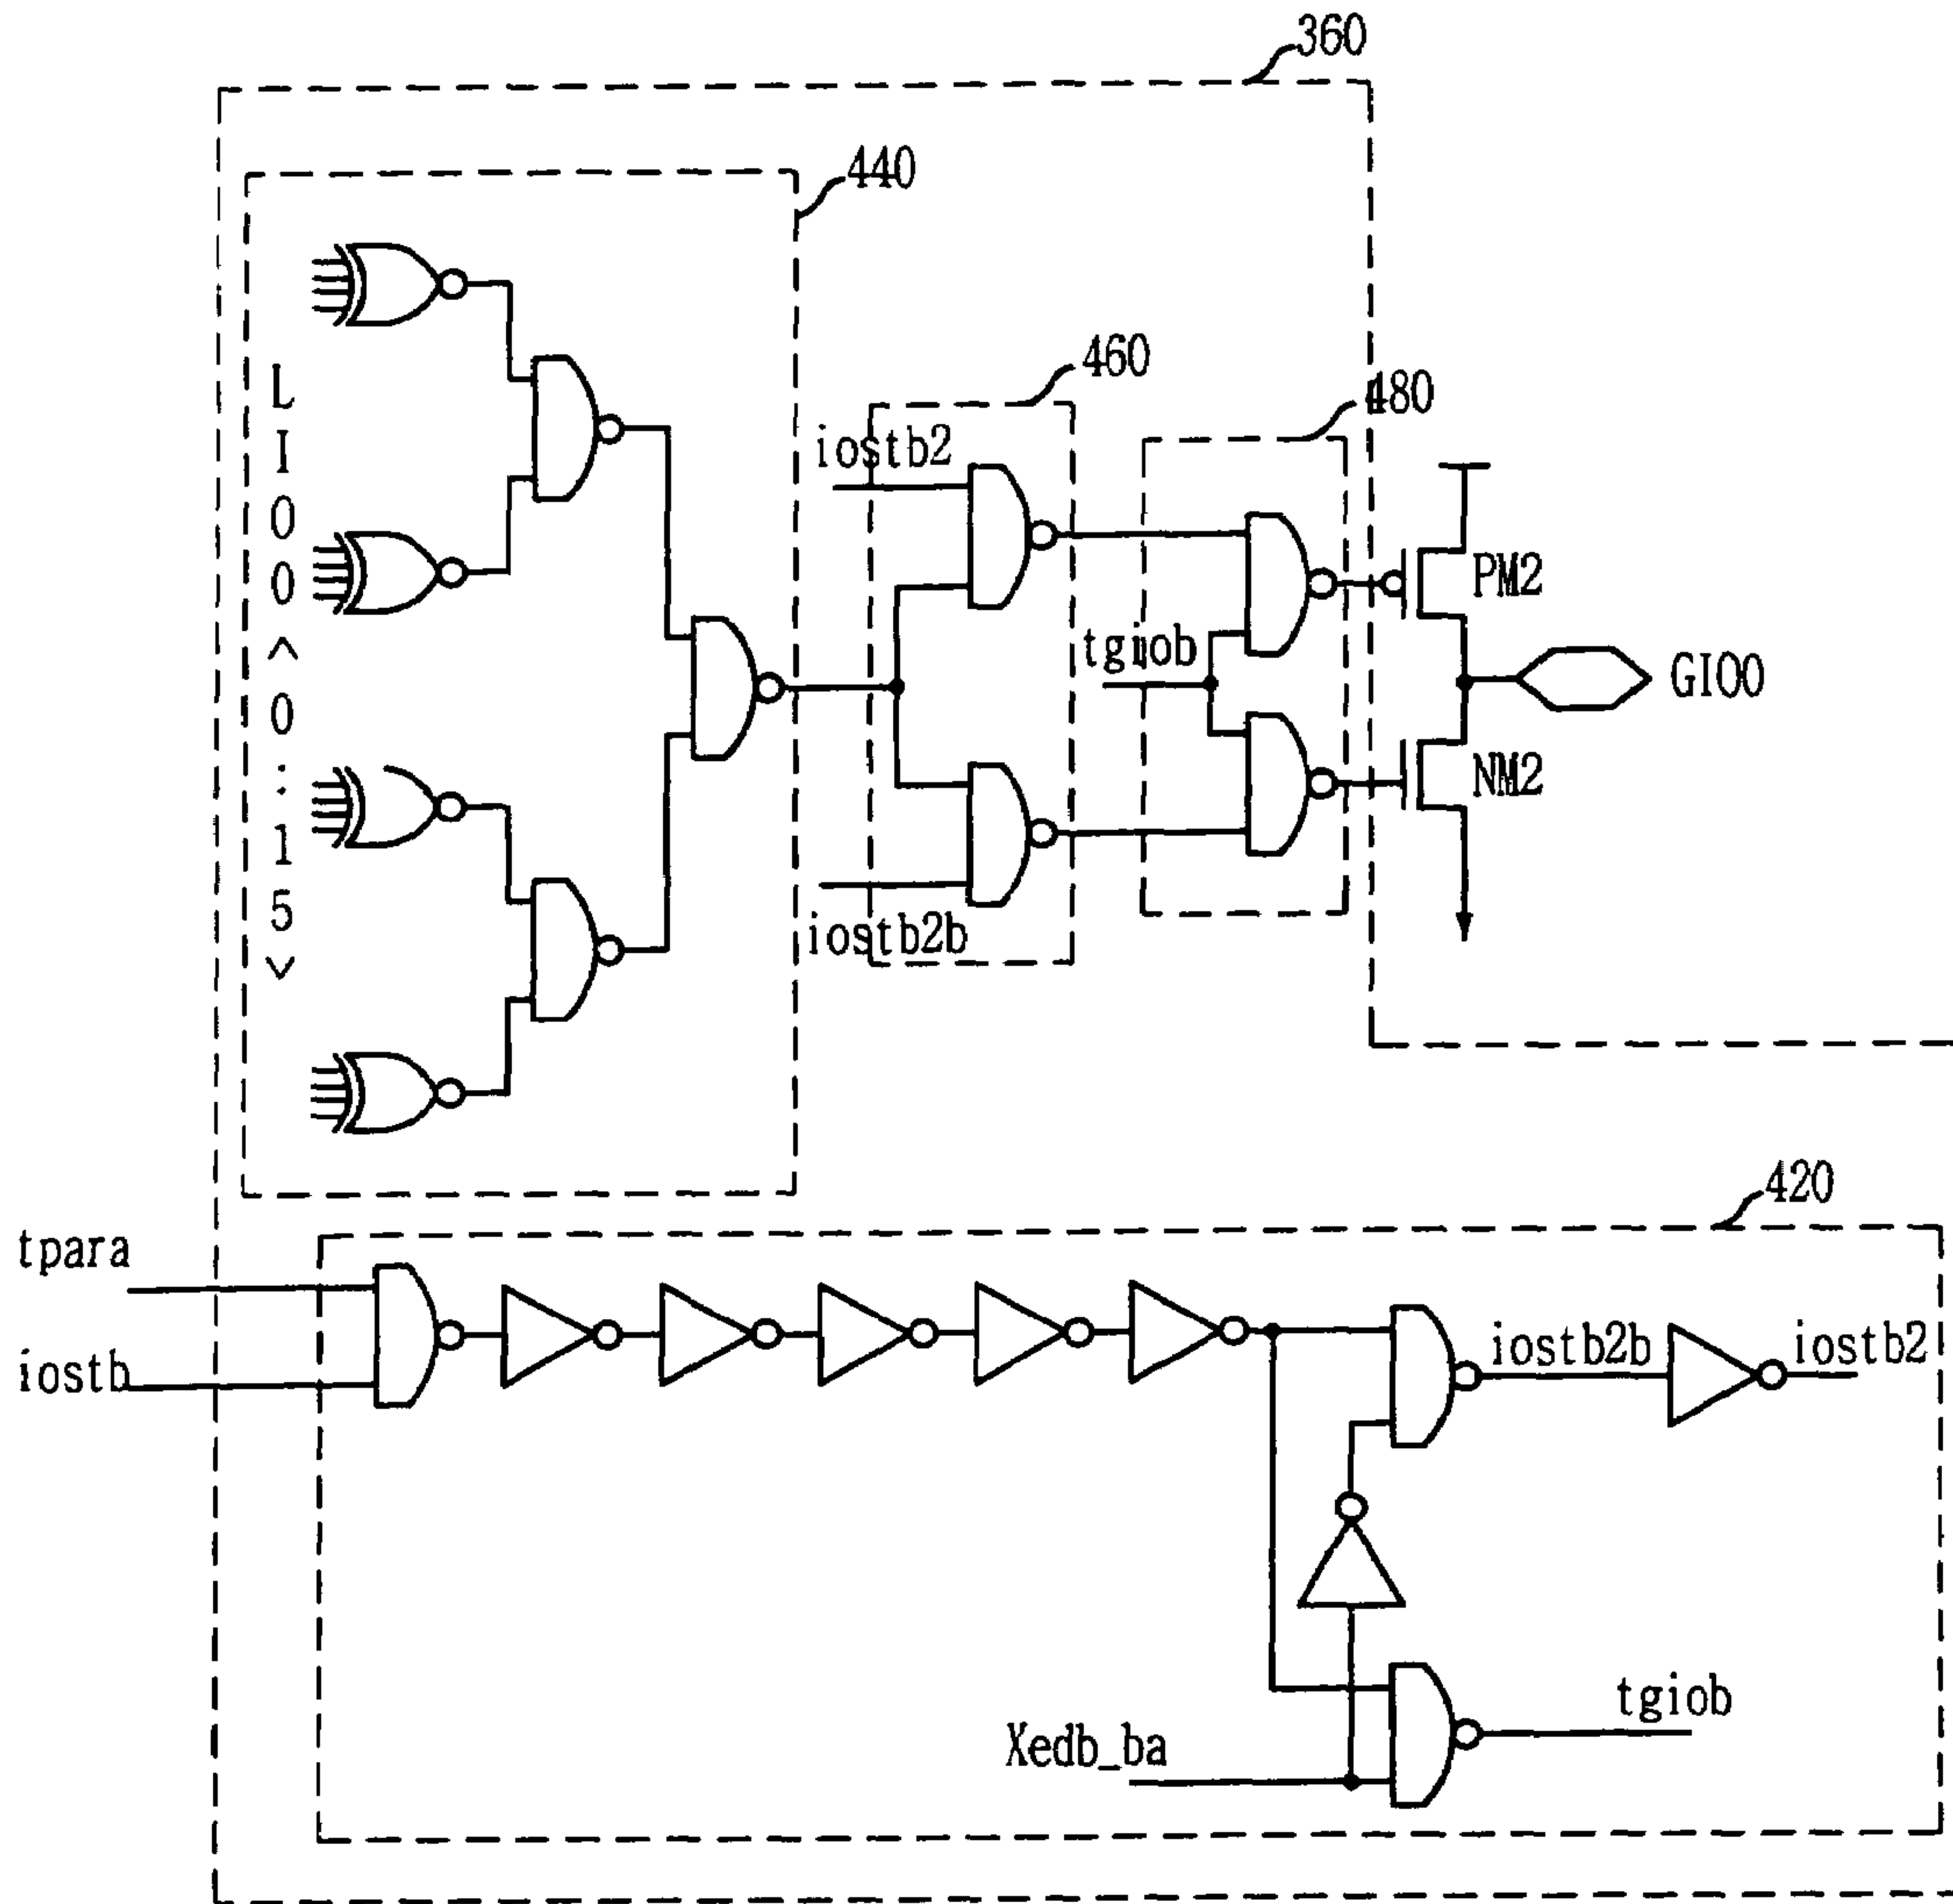 360
440
460
480
LIO0<0:15>
iostb2
tgiob
iostb2b
PM2
GIO0
NM2
420
tpara
iostb
iostb2b
iostb2
tgiob
Xedb_ba